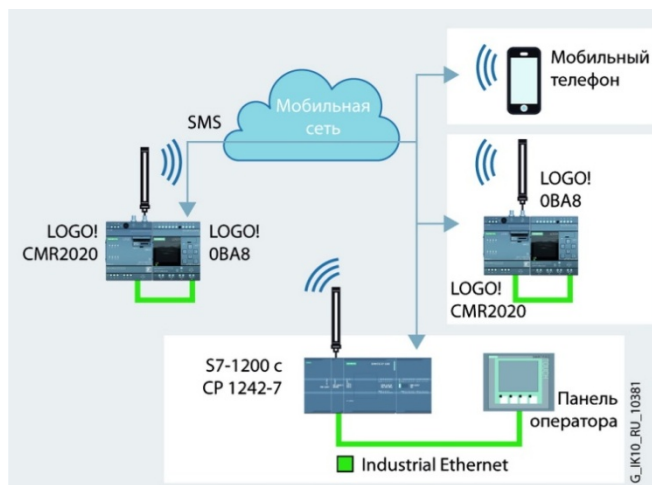 Мобильный
телефон
Мобильная
сеть
SMS
LOGO!
0BA8
LOGO!
CMR2020
LOGO!
0BA8
LOGO!
CMR2020
S7-1200 с
CP 1242-7
Панель
оператора
Industrial Ethernet
G_IK10_RU_10381